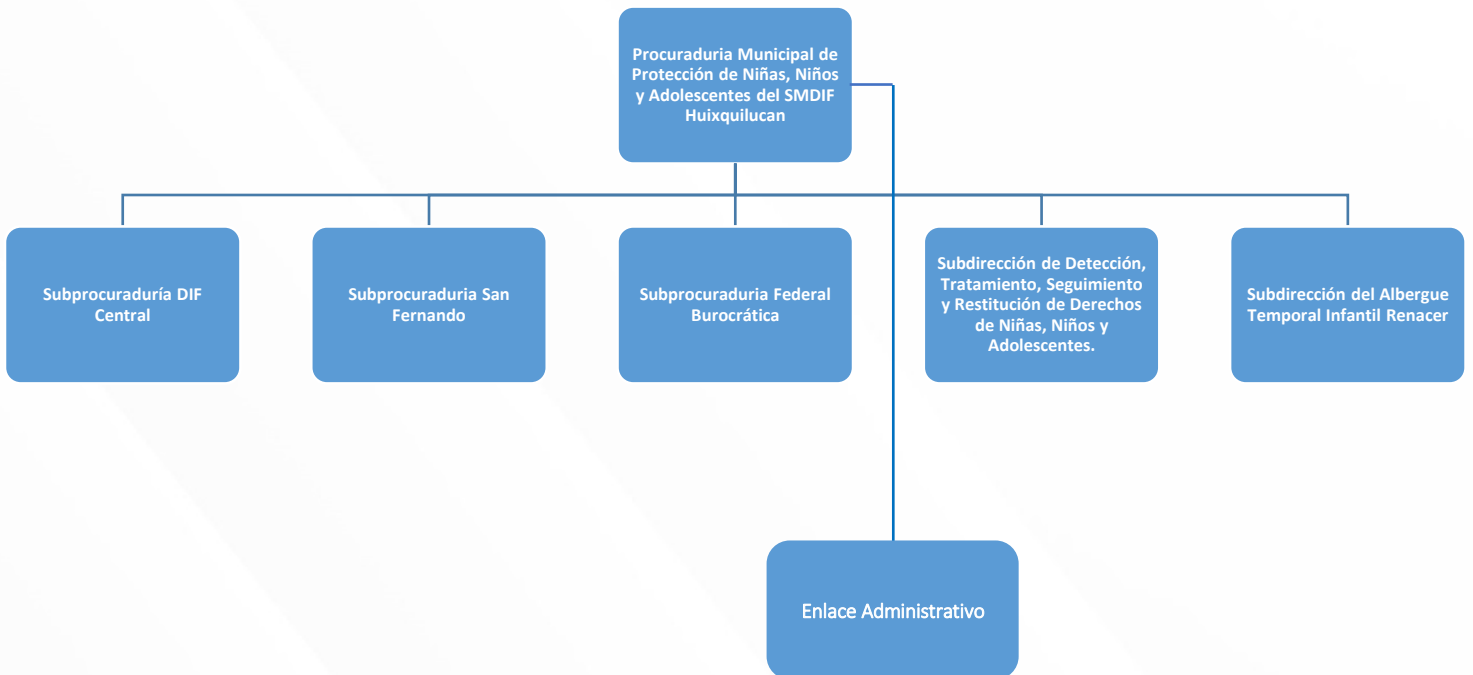 Procuraduria Municipal de
Protección de Niñas, Niños
y Adolescentes del SMDIF
Huixquilucan
Subprocuraduría DIF
Central
Subprocuraduria San
Fernando
Subprocuraduria Federal
Burocrática
Subdirección de Detección,
Tratamiento, Seguimiento
y Restitución de Derechos
de Niñas, Niños y
Adolescentes.
Subdirección del Albergue
Temporal Infantil Renacer
Enlace Administrativo